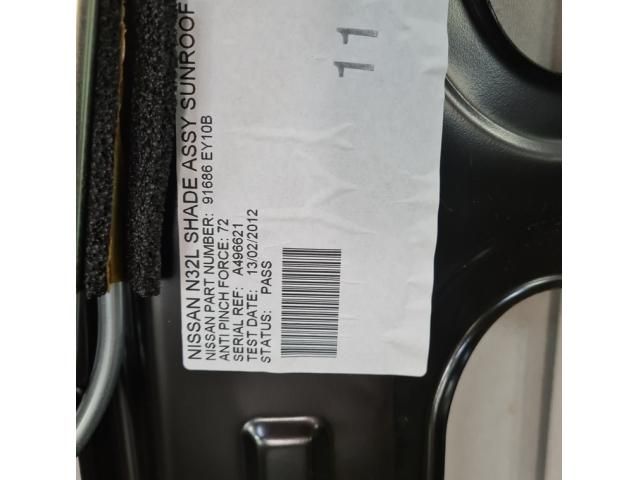 NISSAN N32L SHADE ASSY SUNROOF
NISSAN PART NUMBER: 91686 EY10B
ANTI PINCH FORCE: 72
SERIAL REF: A496621
TEST DATE: 13/02/2012
STATUS: PASS
11